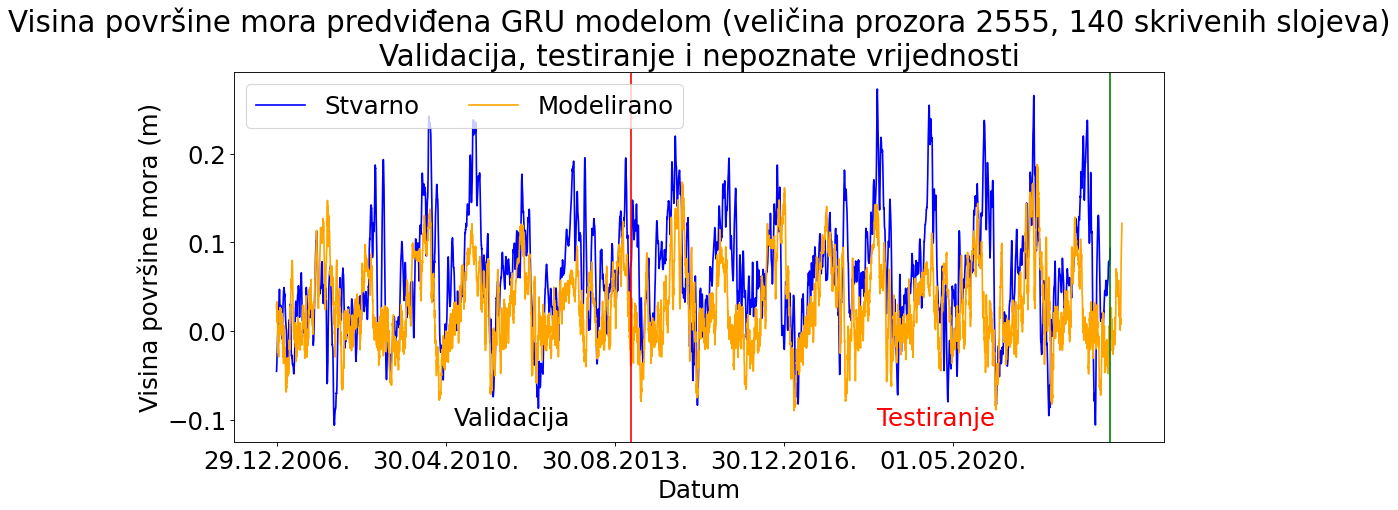 Visina površine mora predviđena GRU modelom (veličina prozora 2555, 140 skrivenih slojeva)
Validacija, testiranje i nepoznate vrijednosti
Stvarno
Modelirano
Visina površine mora (m)
0.2
0.1
0.0
−0.1
Validacija
Testiranje
29.12.2006.
30.04.2010.
30.08.2013.
30.12.2016.
01.05.2020.
Datum